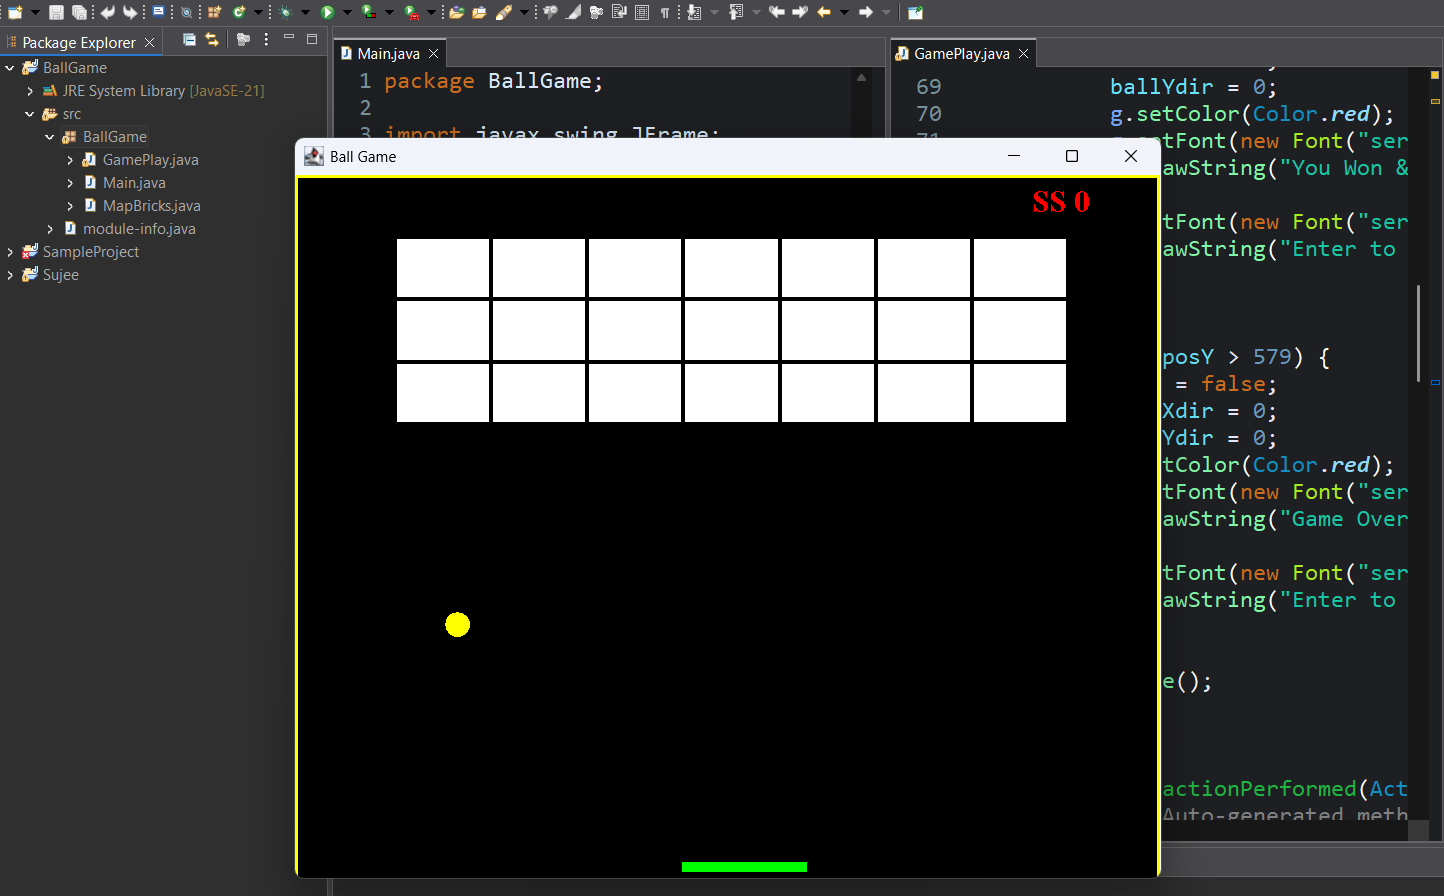 Package Explorer
BallGame
JRE System Library [JavaSE-21]
src
BallGame
GamePlay.java
Main.java
MapBricks.java
module-info.java
SampleProject
Sujee
Main.java
1 package BallGame;
2
3 import javax.swing.JFrame;
Ball Game
SS 0
GamePlay.java
69 ballYdir = 0;
70 g.setColor(Color.red);
71 tFont(new Font("ser
awString("You Won &
tFont(new Font("ser
awString("Enter to
posY > 579) {
= false;
Xdir = 0;
Ydir = 0;
tColor(Color.red);
tFont(new Font("ser
awString("Game Over
tFont(new Font("ser
awString("Enter to
e();
actionPerformed(Act
Auto-generated meth